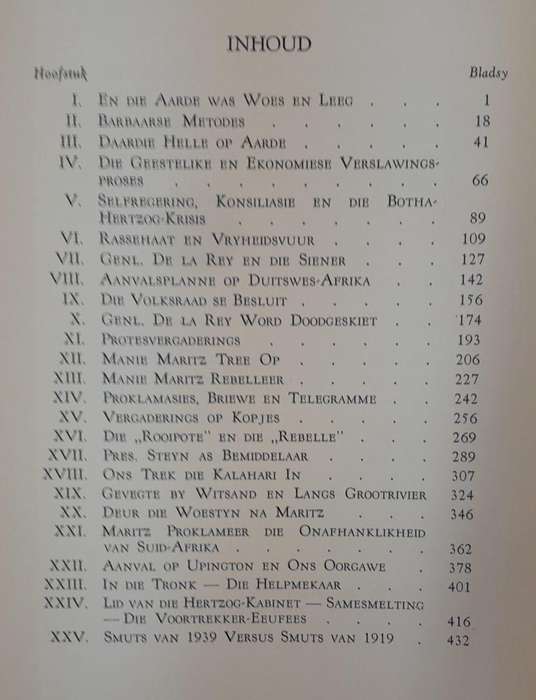 INHOUD
Hoofstuk Bladsy
I. En die Aarde was Woes en Leeg . . . 1
II. Barbaarse Metodes . . . . . . 18
III. Daardie Helle op Aarde . . . . . 41
IV. Die Geestelike en Ekonomiese Verslawings-
proses . . . . . . . . . 66
V. Selfregering, Konsiliasie en die Botha-
Hertzog-Krisis . . . . . . 89
VI. Rassehaat en Vryheidsvuur . . . . 109
VII. Genl. De la Rey en die Siener . . . 127
VIII. Aanvalsplanne op Duitswes-Afrika . . 142
IX. Die Volksraad se Besluit . . . . . 156
X. Genl. De la Rey Word Doodgeskiet . . 174
XI. Protesvergaderings . . . . . . 193
XII. Manie Maritz Tree Op . . . . . 206
XIII. Manie Maritz Rebelleer . . . . . 227
XIV. Proklamasies, Briewe en Telegramme . . 242
XV. Vergaderings op Kopjes . . . . . 256
XVI. Die „Rooipote” en die „Rebelle” . . . 269
XVII. Pres. Steyn as Bemiddelaar . . . . 289
XVIII. Ons Trek die Kalahari In . . . . 307
XIX. Gevegte by Witsand en Langs Grootrivier 324
XX. Deur die Woestyn na Maritz . . . 346
XXI. Maritz Proklameer die Onafhanklikheid
van Suid-Afrika . . . . . . . 362
XXII. Aanval op Upington en Ons Oorgawe . 378
XXIII. In die Tronk — Die Helpmekaar . . . 401
XXIV. Lid van die Hertzog-Kabinet — Samesmelting
— Die Voortrekker-Eeufees . . . . 416
XXV. Smuts van 1939 Versus Smuts van 1919 . 432